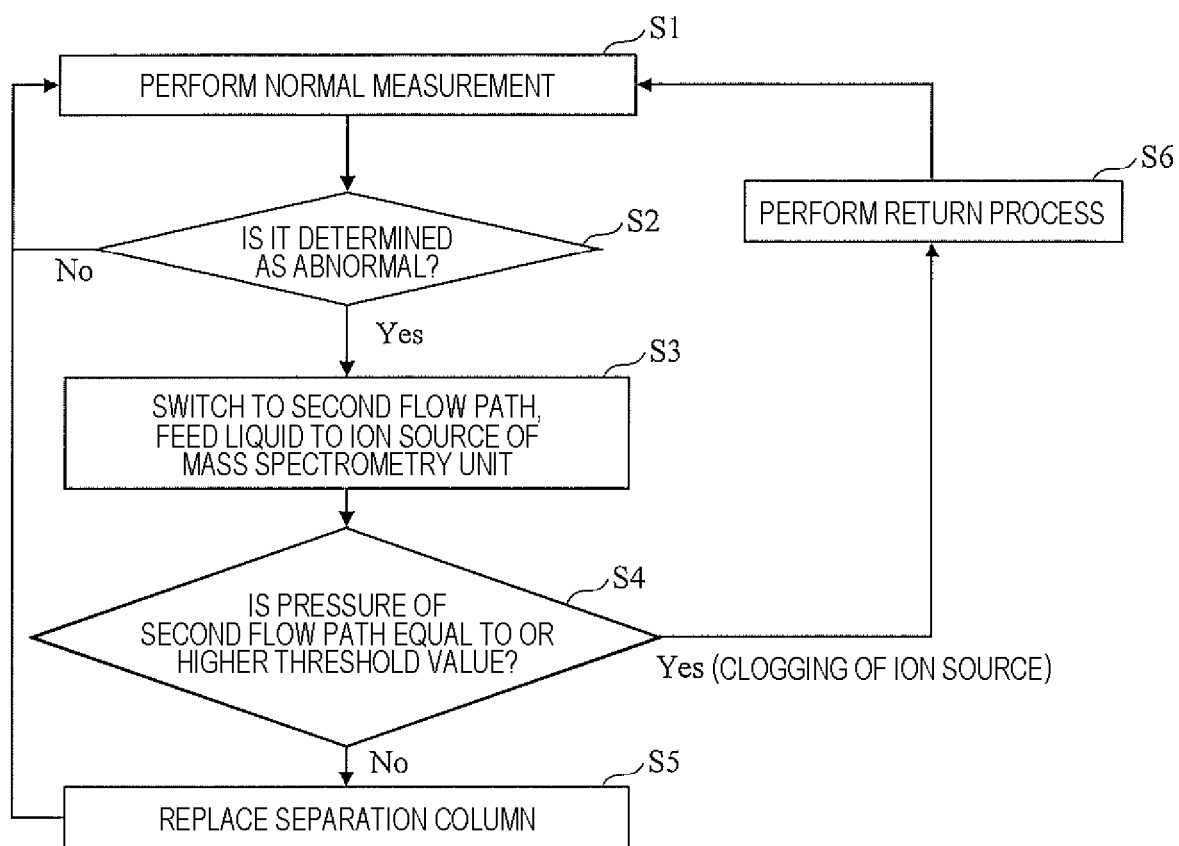 S1
PERFORM NORMAL MEASUREMENT
S6
PERFORM RETURN PROCESS
S2
IS IT DETERMINED
AS ABNORMAL?
No
Yes
S3
SWITCH TO SECOND FLOW PATH,
FEED LIQUID TO ION SOURCE OF
MASS SPECTROMETRY UNIT
S4
IS PRESSURE OF
SECOND FLOW PATH EQUAL TO OR
HIGHER THRESHOLD VALUE?
Yes (CLOGGING OF ION SOURCE)
No
S5
REPLACE SEPARATION COLUMN